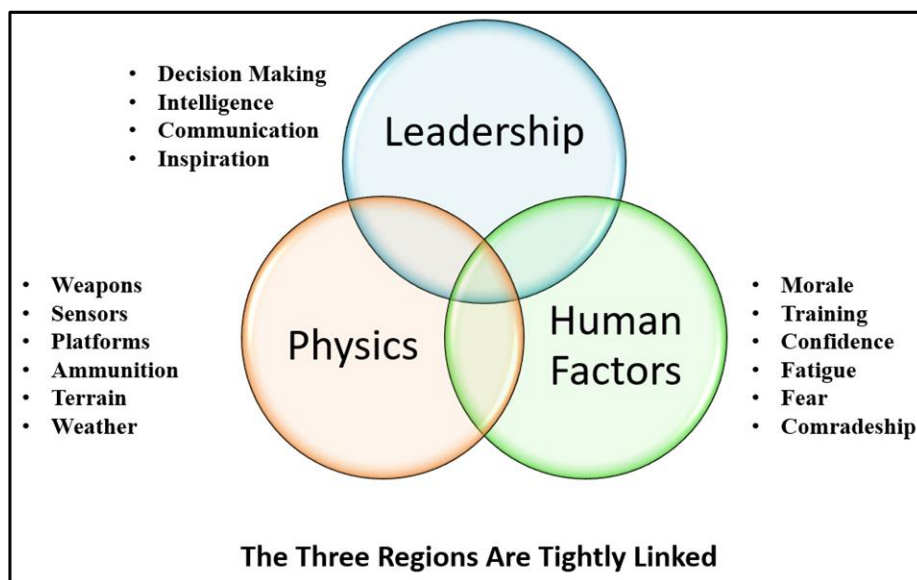 • Decision Making
• Intelligence
• Communication
• Inspiration
Leadership
• Weapons
• Sensors
• Platforms
• Ammunition
• Terrain
• Weather
Physics
Human
Factors
• Morale
• Training
• Confidence
• Fatigue
• Fear
• Comradeship
The Three Regions Are Tightly Linked